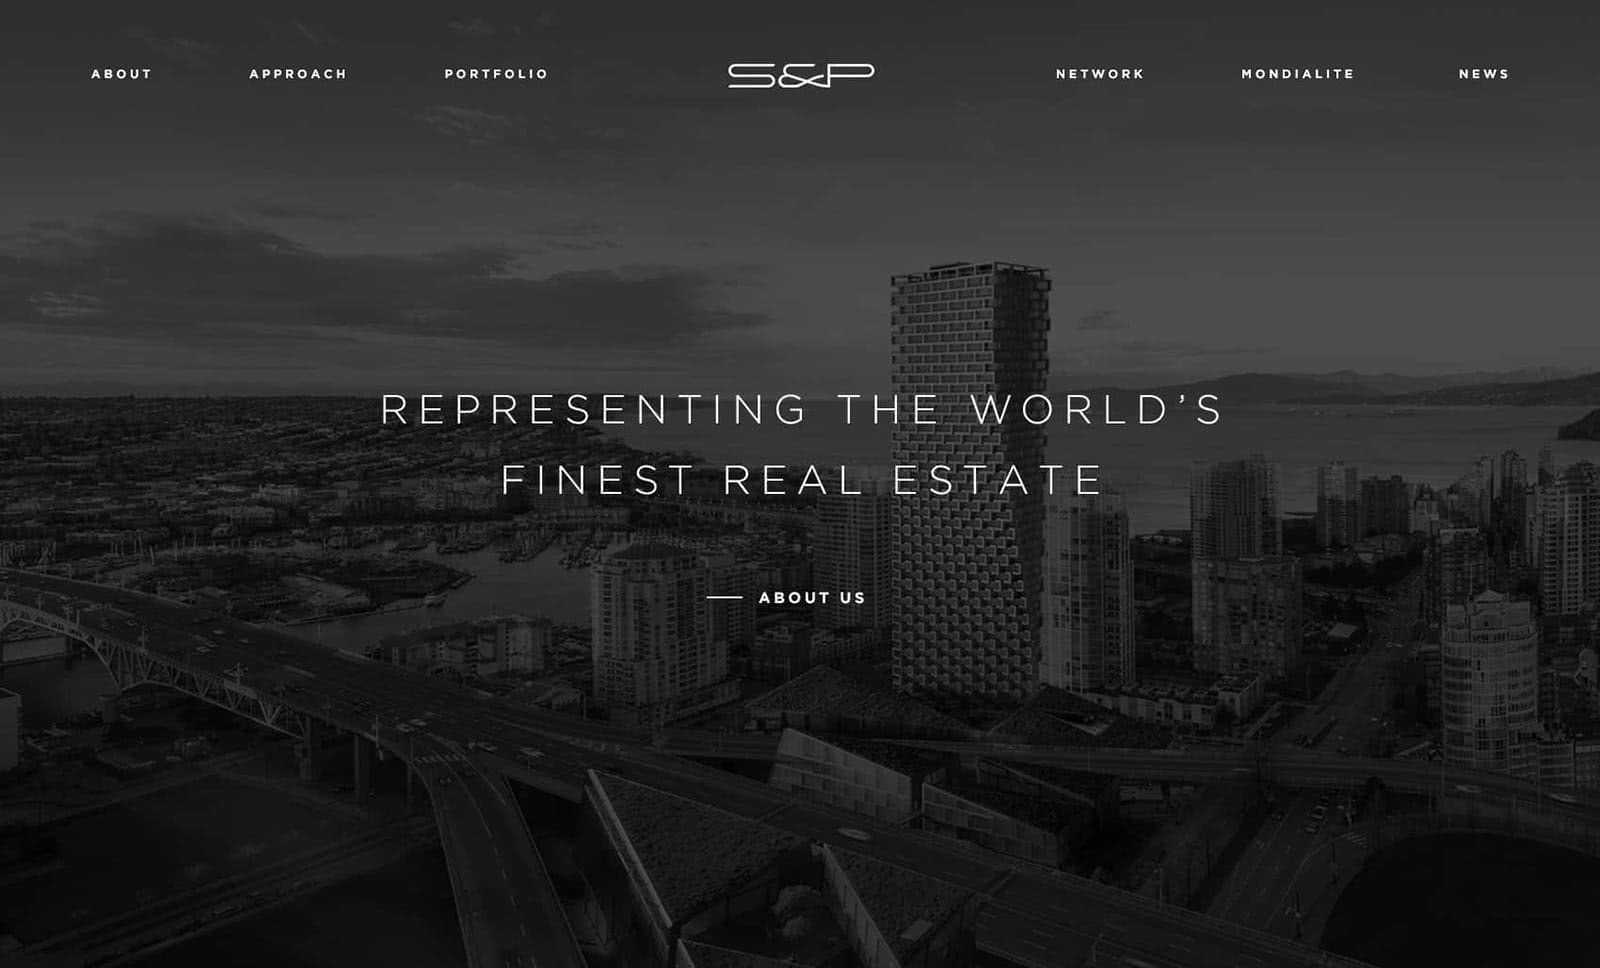 ABOUT APPROACH PORTFOLIO S&P NETWORK MONDIALITE NEWS
REPRESENTING THE WORLD’S
FINEST REAL ESTATE
ABOUT US